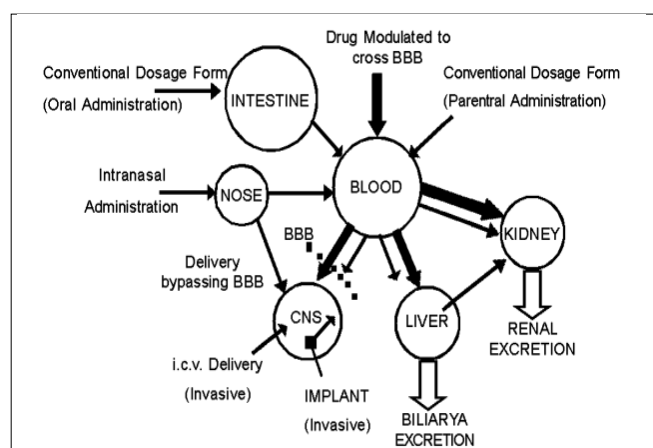 Drug Modulated to
cross BBB
Conventional Dosage Form
(Oral Administration)
INTESTINE
Conventional Dosage Form
(Parentral Administration)
Intranasal
Administration
NOSE
BLOOD
KIDNEY
BBB
Delivery
bypassing BBB
CNS
LIVER
RENAL
EXCRETION
i.c.v. Delivery
(Invasive)
IMPLANT
(Invasive)
BILIARYA
EXCRETION